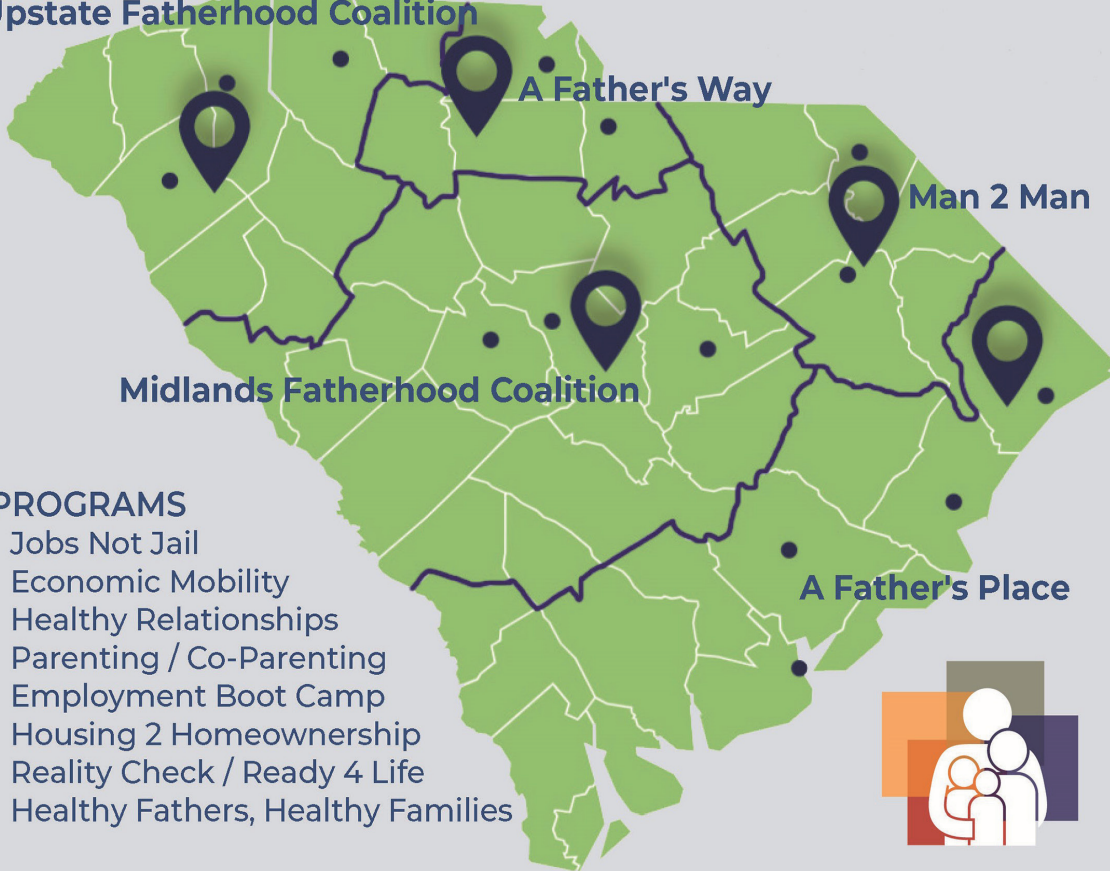 Upstate Fatherhood Coalition
A Father's Way
Man 2 Man
Midlands Fatherhood Coalition
A Father's Place
PROGRAMS
Jobs Not Jail
Economic Mobility
Healthy Relationships
Parenting / Co-Parenting
Employment Boot Camp
Housing 2 Homeownership
Reality Check / Ready 4 Life
Healthy Fathers, Healthy Families